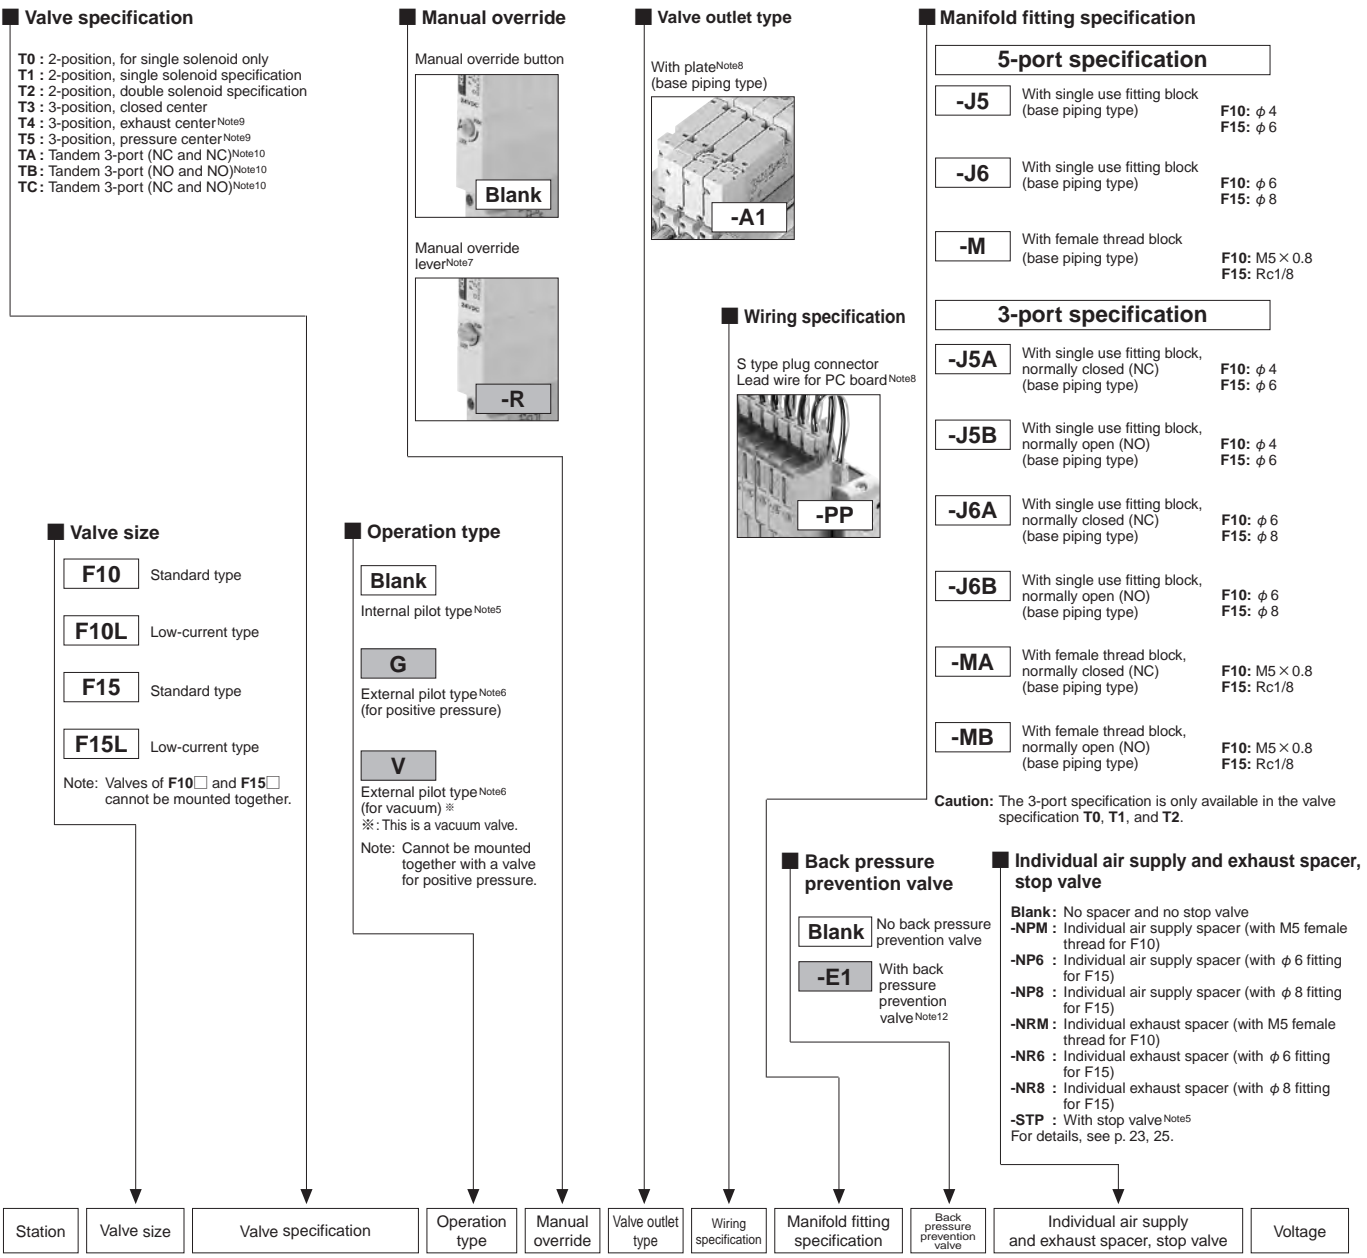 ■ Valve specification
T0 : 2-position, for single solenoid only
T1 : 2-position, single solenoid specification
T2 : 2-position, double solenoid specification
T3 : 3-position, closed center
T4 : 3-position, exhaust center Note9
T5 : 3-position, pressure center Note9
TA : Tandem 3-port (NC and NC) Note10
TB : Tandem 3-port (NO and NO) Note10
TC : Tandem 3-port (NC and NO) Note10
■ Manual override
Manual override button
24VDC
Blank
Manual override
lever Note7
24VDC
-R
■ Valve outlet type
With plate Note8
(base piping type)
-A1
■ Wiring specification
S type plug connector
Lead wire for PC board Note8
-PP
■ Manifold fitting specification
5-port specification
-J5
With single use fitting block
(base piping type)
F10: φ4
F15: φ6
-J6
With single use fitting block
(base piping type)
F10: φ6
F15: φ8
-M
With female thread block
(base piping type)
F10: M5×0.8
F15: Rc1/8
3-port specification
-J5A
With single use fitting block,
normally closed (NC)
(base piping type)
F10: φ4
F15: φ6
-J5B
With single use fitting block,
normally open (NO)
(base piping type)
F10: φ4
F15: φ6
-J6A
With single use fitting block,
normally closed (NC)
(base piping type)
F10: φ6
F15: φ8
-J6B
With single use fitting block,
normally open (NO)
(base piping type)
F10: φ6
F15: φ8
-MA
With female thread block,
normally closed (NC)
(base piping type)
F10: M5×0.8
F15: Rc1/8
-MB
With female thread block,
normally open (NO)
(base piping type)
F10: M5×0.8
F15: Rc1/8
Caution: The 3-port specification is only available in the valve
specification T0, T1, and T2.
■ Valve size
F10 Standard type
F10L Low-current type
F15 Standard type
F15L Low-current type
Note: Valves of F10□ and F15□
cannot be mounted together.
■ Operation type
Blank
Internal pilot type Note5
G
External pilot type Note6
(for positive pressure)
V
External pilot type Note6
(for vacuum) ※
※: This is a vacuum valve.
Note: Cannot be mounted
together with a valve
for positive pressure.
■ Back pressure
prevention valve
Blank
No back pressure
prevention valve
-E1
With back
pressure
prevention
valve Note12
■ Individual air supply and exhaust spacer,
stop valve
Blank : No spacer and no stop valve
-NPM : Individual air supply spacer (with M5 female
thread for F10)
-NP6 : Individual air supply spacer (with φ6 fitting
for F15)
-NP8 : Individual air supply spacer (with φ8 fitting
for F15)
-NRM : Individual exhaust spacer (with M5 female
thread for F10)
-NR6 : Individual exhaust spacer (with φ6 fitting
for F15)
-NR8 : Individual exhaust spacer (with φ8 fitting
for F15)
-STP : With stop valve Note5
For details, see p. 23, 25.
Station
Valve size
Valve specification
Operation
type
Manual
override
Valve outlet
type
Wiring
specification
Manifold fitting
specification
Back
pressure
prevention
valve
Individual air supply
and exhaust spacer, stop valve
Voltage